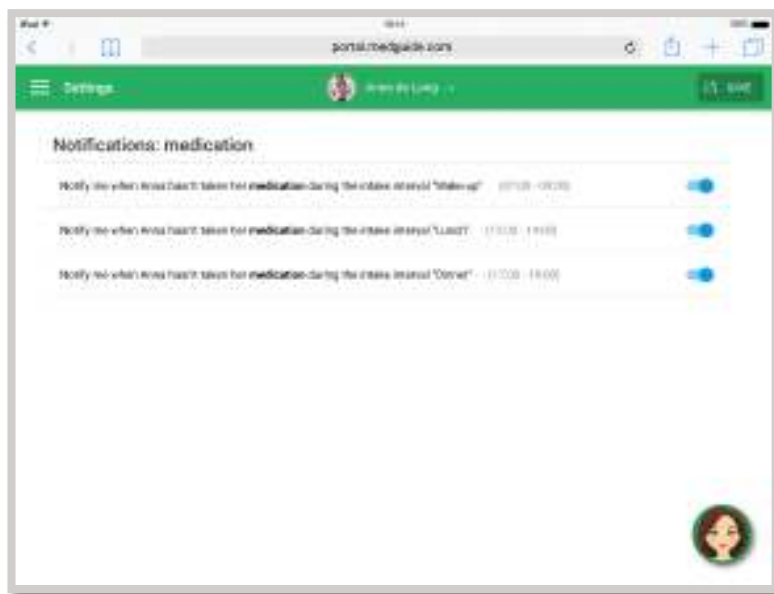 iPad
portal.medguide.com
Settings
Notifications: medication
Notify me when Anna hasn't taken her medication during the intake interval "Wake-up"
Notify me when Anna hasn't taken her medication during the intake interval "Lunch"
Notify me when Anna hasn't taken her medication during the intake interval "Dinner"